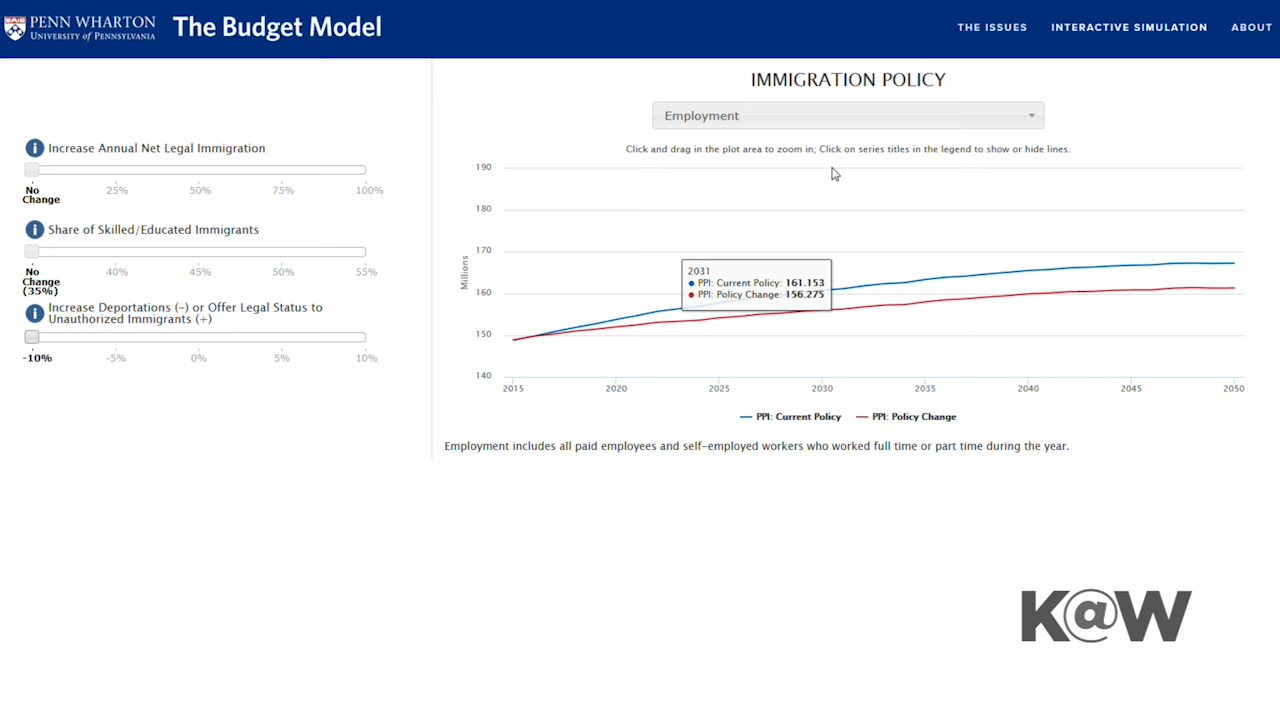 PENN WHARTON
UNIVERSITY of PENNSYLVANIA
The Budget Model
THE ISSUES
INTERACTIVE SIMULATION
ABOUT
i Increase Annual Net Legal Immigration
No Change 25% 50% 75% 100%
i Share of Skilled/Educated Immigrants
No Change (35%) 40% 45% 50% 55%
i Increase Deportations (-) or Offer Legal Status to
Unauthorized Immigrants (+)
-10% -5% 0% 5% 10%
IMMIGRATION POLICY
Employment
Click and drag in the plot area to zoom in; Click on series titles in the legend to show or hide lines.
Millions
190
180
170
160
150
140
2031
PPI: Current Policy: 161.153
PPI: Policy Change: 156.275
2015 2020 2025 2030 2035 2040 2045 2050
PPI: Current Policy PPI: Policy Change
Employment includes all paid employees and self-employed workers who worked full time or part time during the year.
K@W